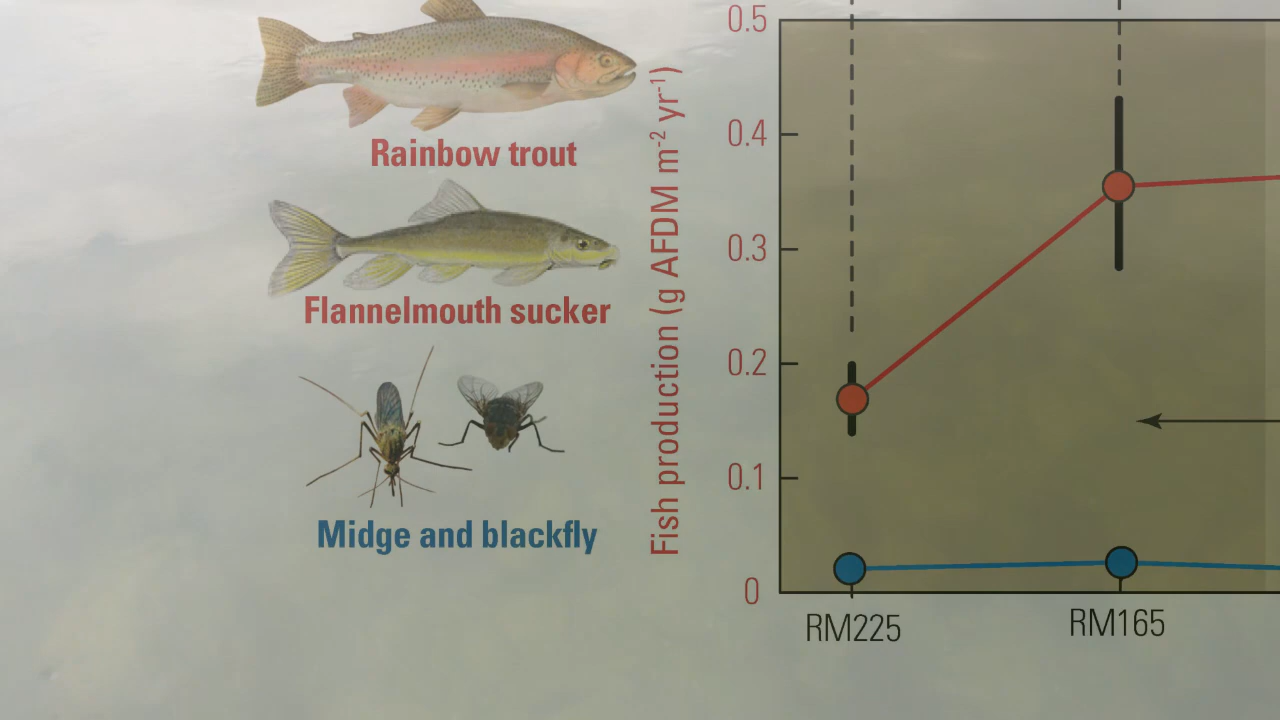 Rainbow trout
Flannelmouth sucker
Midge and blackfly
Fish production (g AFDM m⁻² yr⁻¹)
0.5
0.4
0.3
0.2
0.1
0
RM225
RM165